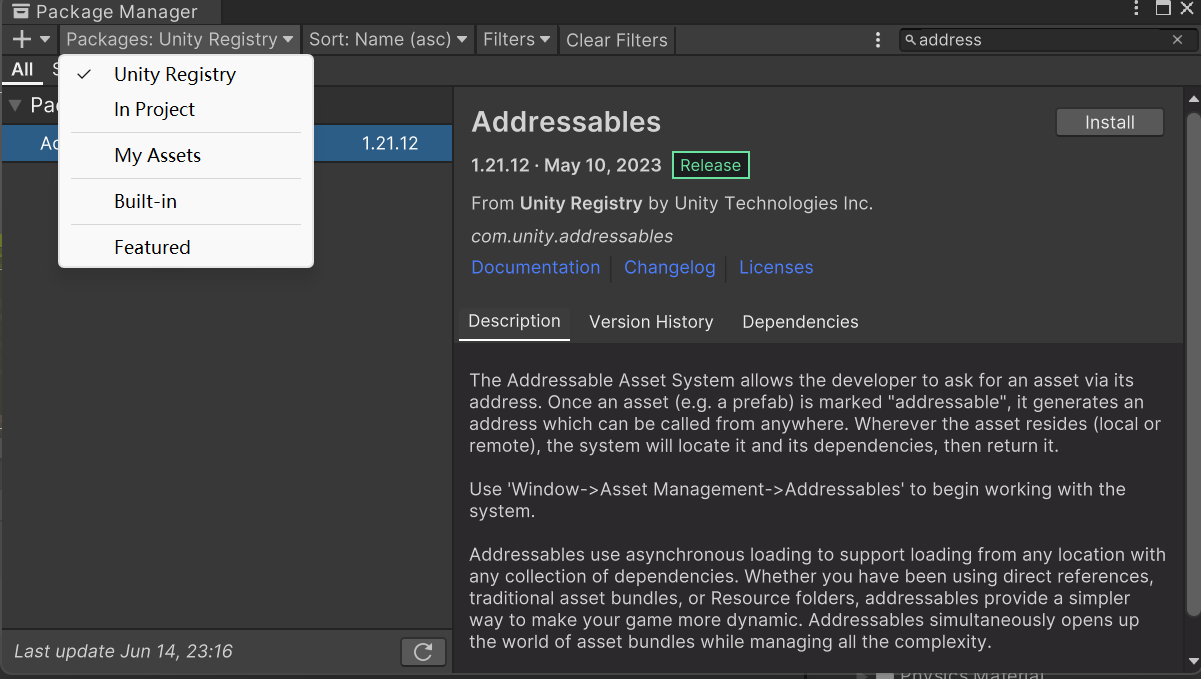 Package Manager
Packages: Unity Registry
Sort: Name (asc)
Filters
Clear Filters
address
All
Unity Registry
In Project
My Assets
Built-in
Featured
1.21.12
Last update Jun 14, 23:16
Addressables
Install
1.21.12 · May 10, 2023 Release
From Unity Registry by Unity Technologies Inc.
com.unity.addressables
Documentation Changelog Licenses
Description Version History Dependencies
The Addressable Asset System allows the developer to ask for an asset via its
address. Once an asset (e.g. a prefab) is marked "addressable", it generates an
address which can be called from anywhere. Wherever the asset resides (local or
remote), the system will locate it and its dependencies, then return it.
Use 'Window->Asset Management->Addressables' to begin working with the
system.
Addressables use asynchronous loading to support loading from any location with
any collection of dependencies. Whether you have been using direct references,
traditional asset bundles, or Resource folders, addressables provide a simpler
way to make your game more dynamic. Addressables simultaneously opens up
the world of asset bundles while managing all the complexity.
Physics Material